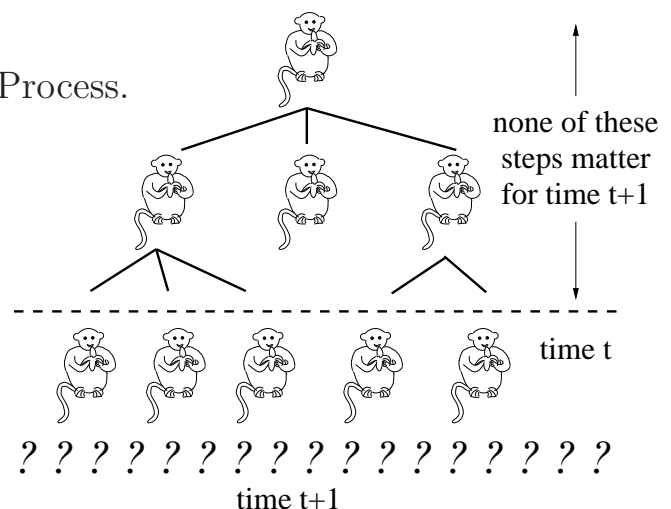 Process.
none of these
steps matter
for time t+1
time t
? ? ? ? ? ? ? ? ? ? ? ? ? ? ? ? ?
time t+1